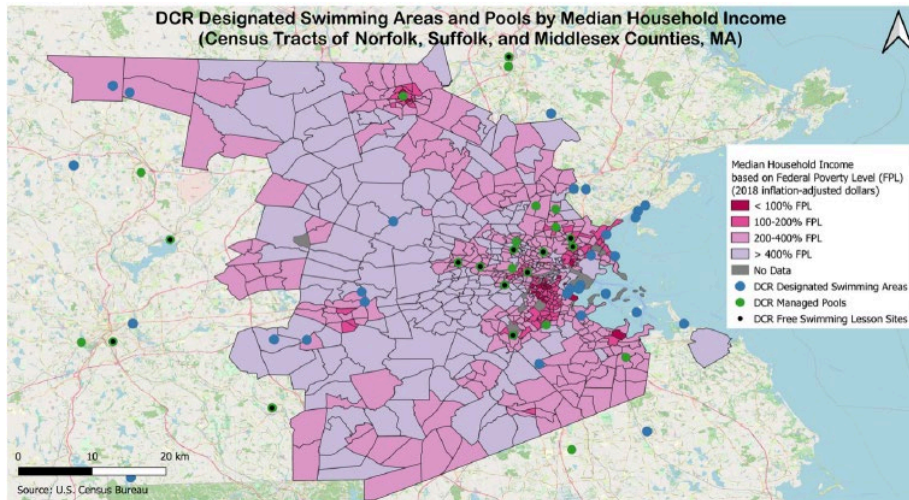 DCR Designated Swimming Areas and Pools by Median Household Income
(Census Tracts of Norfolk, Suffolk, and Middlesex Counties, MA)
Median Household Income
based on Federal Poverty Level (FPL)
(2018 inflation-adjusted dollars)
< 100% FPL
100-200% FPL
200-400% FPL
> 400% FPL
No Data
DCR Designated Swimming Areas
DCR Managed Pools
DCR Free Swimming Lesson Sites
0 10 20 km
Source: U.S. Census Bureau